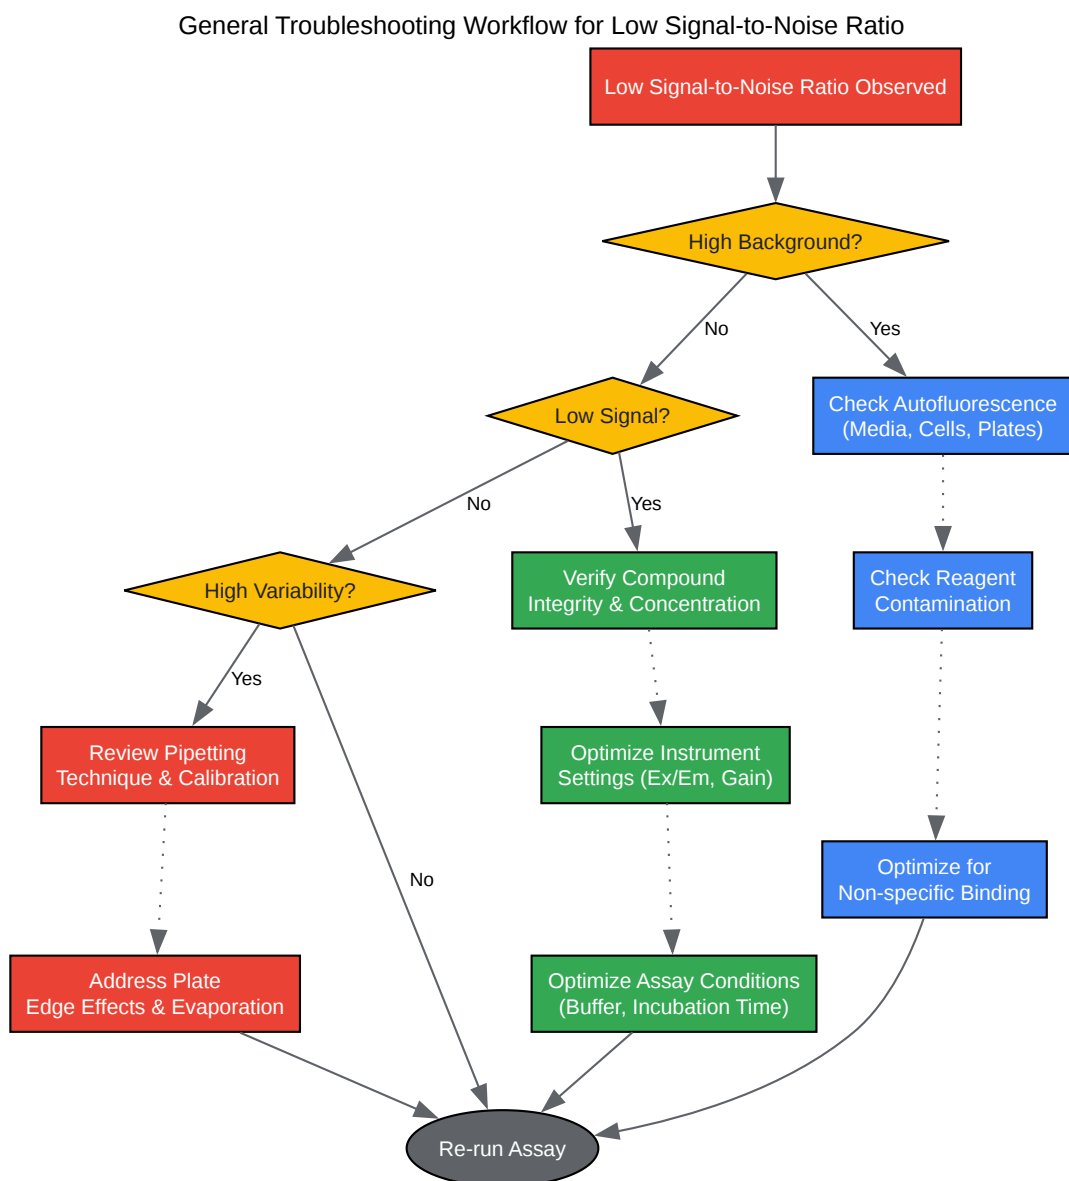 General Troubleshooting Workflow for Low Signal-to-Noise Ratio
Low Signal-to-Noise Ratio Observed
High Background?
No
Yes
Low Signal?
Check Autofluorescence
(Media, Cells, Plates)
No
Yes
High Variability?
Verify Compound
Integrity & Concentration
Check Reagent
Contamination
Yes
Review Pipetting
Technique & Calibration
Optimize Instrument
Settings (Ex/Em, Gain)
No
Optimize for
Non-specific Binding
Address Plate
Edge Effects & Evaporation
Optimize Assay Conditions
(Buffer, Incubation Time)
Re-run Assay